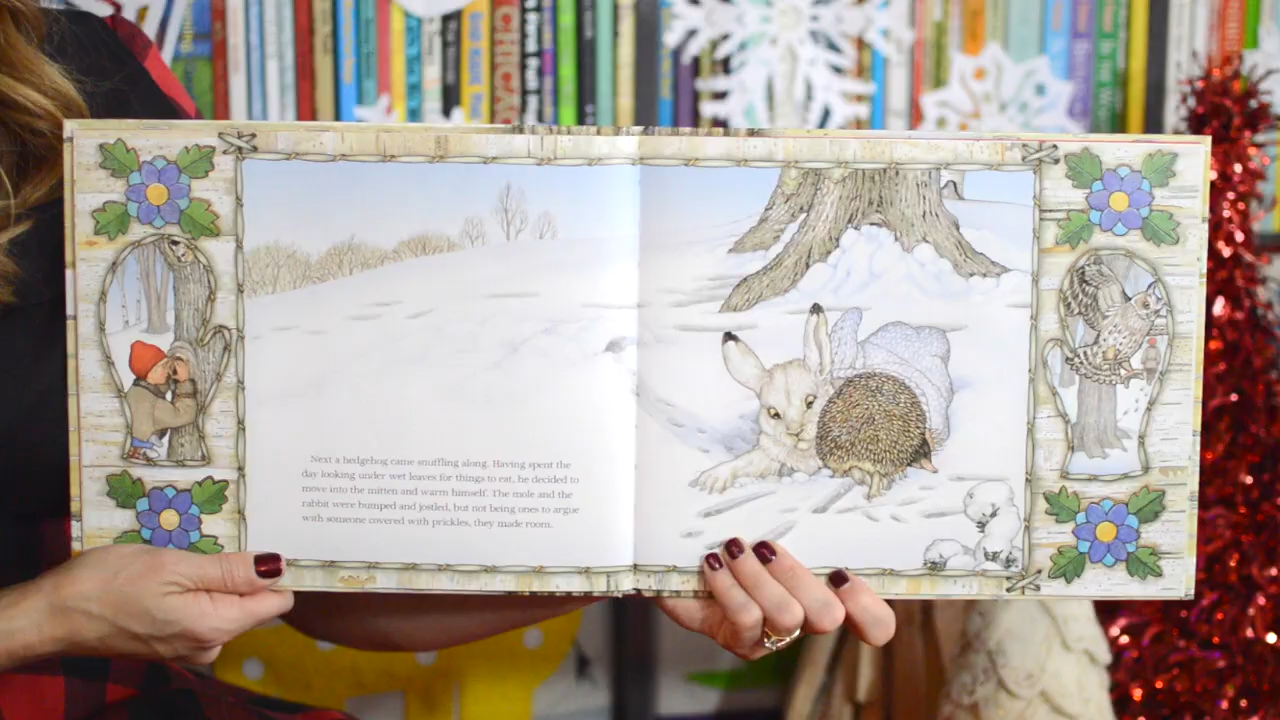 CHICAGO
Next a hedgehog came snuffling along. Having spent the
day looking under wet leaves for things to eat, he decided to
move into the mitten and warm himself. The mole and the
rabbit were bumped and jostled, but not being ones to argue
with someone covered with prickles, they made room.